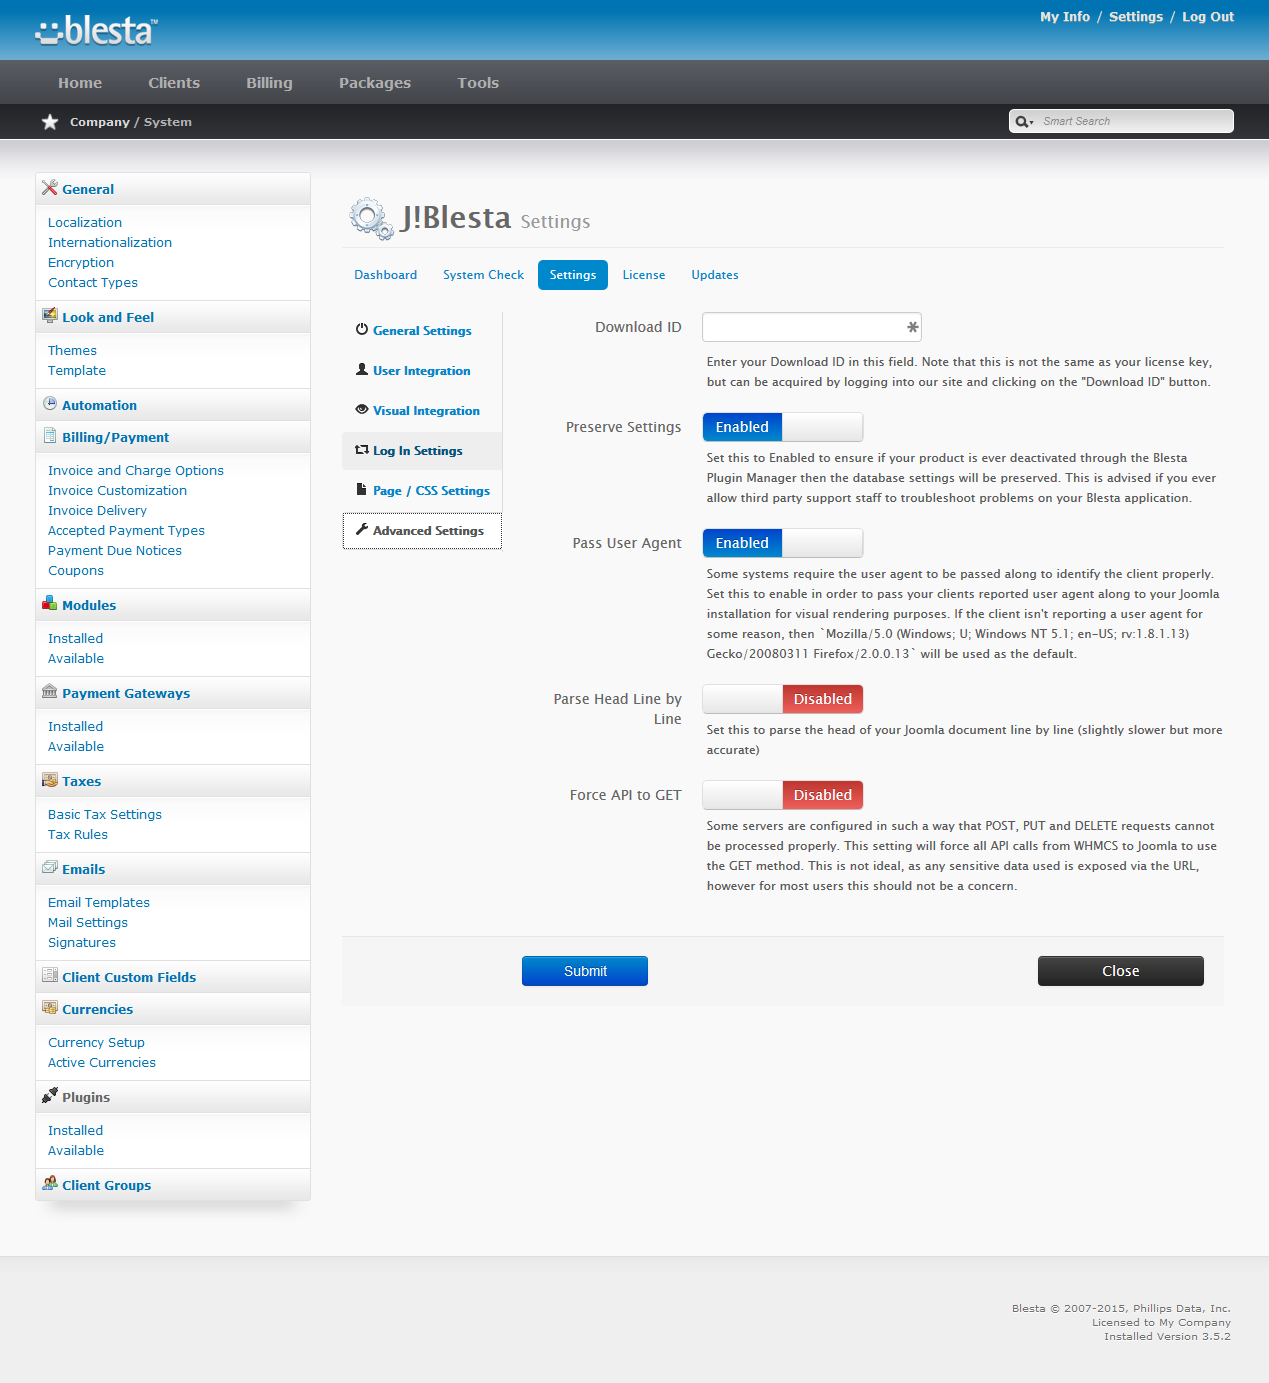 blesta™
My Info / Settings / Log Out
Home Clients Billing Packages Tools
Company / System
Smart Search
General
Localization
Internationalization
Encryption
Contact Types
Look and Feel
Themes
Template
Automation
Billing/Payment
Invoice and Charge Options
Invoice Customization
Invoice Delivery
Accepted Payment Types
Payment Due Notices
Coupons
Modules
Installed
Available
Payment Gateways
Installed
Available
Taxes
Basic Tax Settings
Tax Rules
Emails
Email Templates
Mail Settings
Signatures
Client Custom Fields
Currencies
Currency Setup
Active Currencies
Plugins
Installed
Available
Client Groups
J!Blesta Settings
Dashboard System Check Settings License Updates
General Settings
User Integration
Visual Integration
Log In Settings
Page / CSS Settings
Advanced Settings
Download ID
Enter your Download ID in this field. Note that this is not the same as your license key,
but can be acquired by logging into our site and clicking on the "Download ID" button.
Preserve Settings
Enabled
Set this to Enabled to ensure if your product is ever deactivated through the Blesta
Plugin Manager then the database settings will be preserved. This is advised if you ever
allow third party support staff to troubleshoot problems on your Blesta application.
Pass User Agent
Enabled
Some systems require the user agent to be passed along to identify the client properly.
Set this to enable in order to pass your clients reported user agent along to your Joomla
installation for visual rendering purposes. If the client isn't reporting a user agent for
some reason, then `Mozilla/5.0 (Windows; U; Windows NT 5.1; en-US; rv:1.8.1.13)
Gecko/20080311 Firefox/2.0.0.13` will be used as the default.
Parse Head Line by
Line
Disabled
Set this to parse the head of your Joomla document line by line (slightly slower but more
accurate)
Force API to GET
Disabled
Some servers are configured in such a way that POST, PUT and DELETE requests cannot
be processed properly. This setting will force all API calls from WHMCS to Joomla to use
the GET method. This is not ideal, as any sensitive data used is exposed via the URL,
however for most users this should not be a concern.
Submit
Close
Blesta © 2007-2015, Phillips Data, Inc.
Licensed to My Company
Installed Version 3.5.2